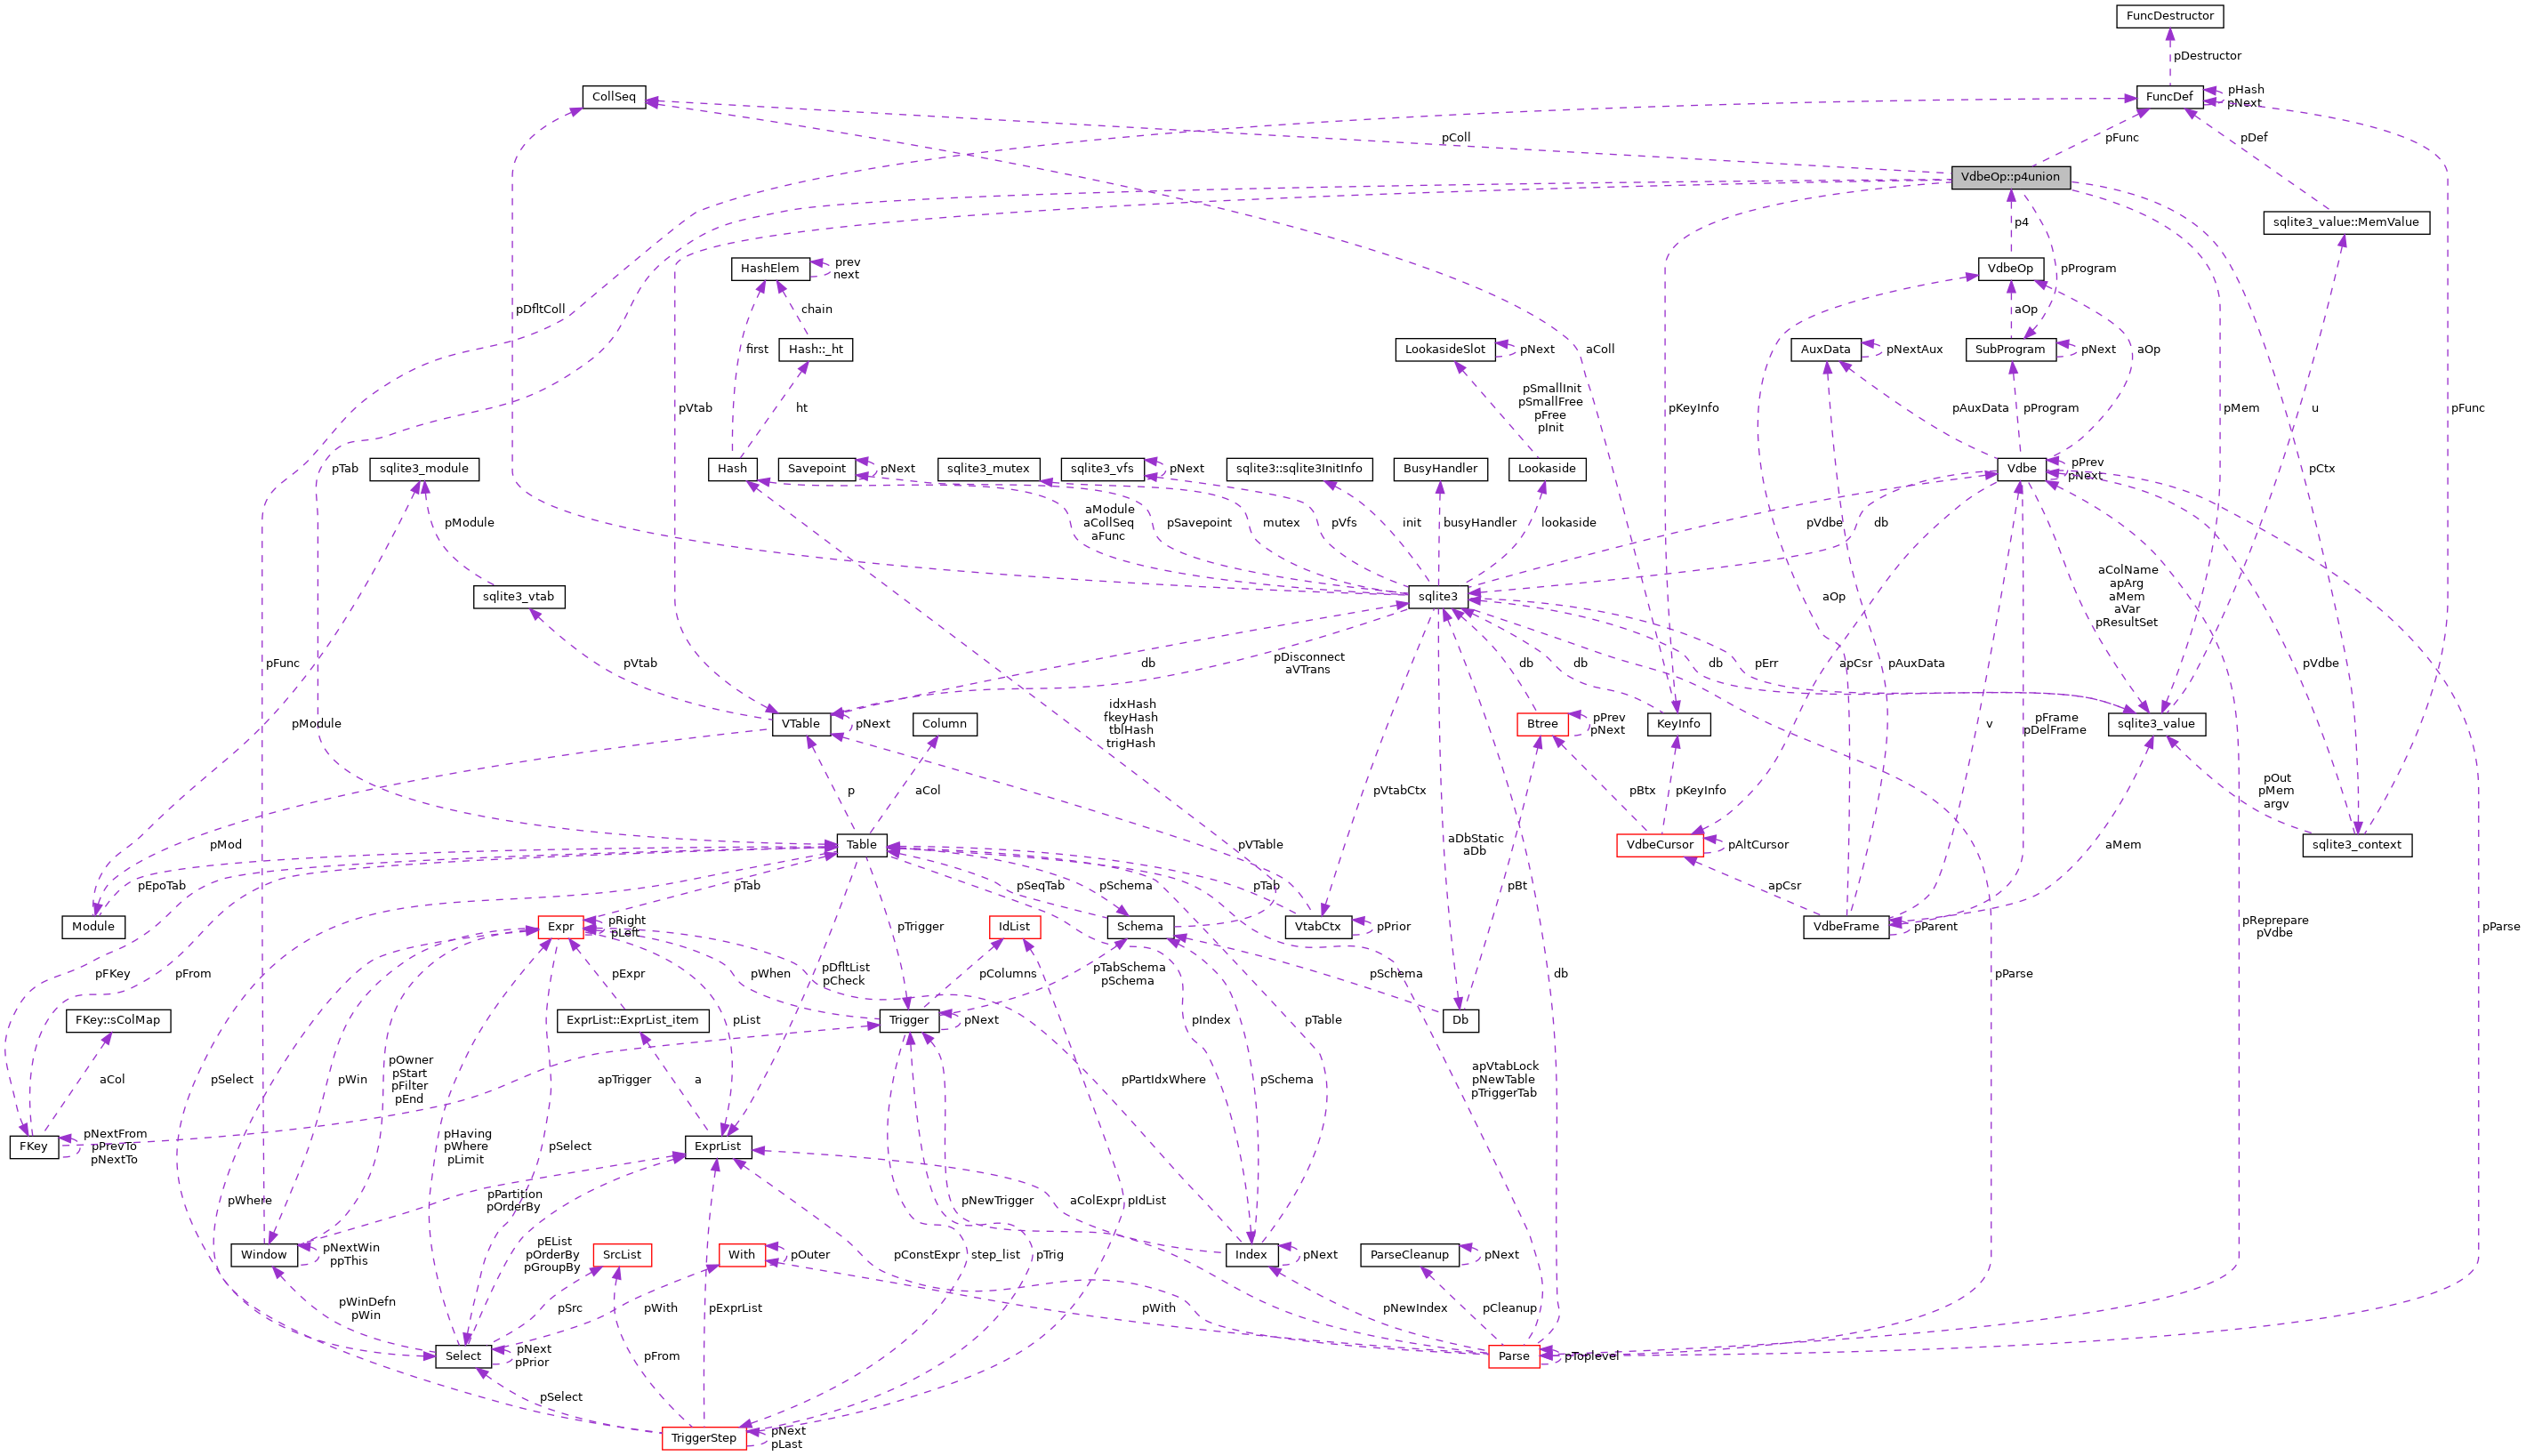 FuncDestructor
pDestructor
CollSeq
FuncDef
pHash
pNext
pColl
pFunc
pDef
VdbeOp::p4union
sqlite3_value::MemValue
p4
HashElem
prev
next
VdbeOp
pProgram
pDfltColl
chain
aOp
first
Hash::_ht
LookasideSlot
pNext
aColl
AuxData
pNextAux
SubProgram
pNext
aOp
pSmallInit
pSmallFree
pFree
pInit
pVtab
ht
pKeyInfo
pAuxData
pProgram
pMem
u
pFunc
pTab
sqlite3_module
Hash
Savepoint
pNext
sqlite3_mutex
sqlite3_vfs
pNext
sqlite3::sqlite3InitInfo
BusyHandler
Lookaside
Vdbe
pPrev
pNext
pCtx
pModule
aModule
aCollSeq
aFunc
pSavepoint
mutex
pVfs
init
busyHandler
lookaside
pVdbe
db
sqlite3_vtab
sqlite3
aOp
aColName
apArg
aMem
aVar
pResultSet
pFunc
pVtab
db
pDisconnect
aVTrans
db
db
db
pErr
apCsr
pAuxData
pVdbe
pModule
idxHash
fkeyHash
tblHash
trigHash
VTable
pNext
Column
Btree
pPrev
pNext
KeyInfo
v
pFrame
pDelFrame
sqlite3_value
p
aCol
pVtabCtx
pBtx
pKeyInfo
pOut
pMem
argv
pMod
pVTable
aDbStatic
aDb
Table
VdbeCursor
pAltCursor
aMem
sqlite3_context
pEpoTab
pTab
pSeqTab
pSchema
pTab
pBt
apCsr
Module
Expr
pRight
pLeft
pTrigger
IdList
Schema
VtabCtx
pPrior
VdbeFrame
pParent
pReprepare
pVdbe
pParse
pFKey
pFrom
pExpr
pWhen
pDfltList
pCheck
pColumns
pTabSchema
pSchema
pSchema
db
pParse
FKey::sColMap
ExprList::ExprList_item
pList
Trigger
pNext
pIndex
pTable
Db
aCol
pSelect
pWin
pOwner
pStart
pFilter
pEnd
apTrigger
a
pPartIdxWhere
pSchema
apVtabLock
pNewTable
pTriggerTab
FKey
pNextFrom
pPrevTo
pNextTo
pHaving
pWhere
pLimit
pSelect
ExprList
pWhere
pPartition
pOrderBy
pNewTrigger
aColExpr
pIdList
Window
pNextWin
ppThis
pEList
pOrderBy
pGroupBy
SrcList
With
pOuter
pConstExpr
step_list
pTrig
Index
pNext
ParseCleanup
pNext
pWinDefn
pWin
pSrc
pWith
pExprList
pWith
pNewIndex
pCleanup
Select
pNext
pPrior
pFrom
Parse
pToplevel
pSelect
TriggerStep
pNext
pLast